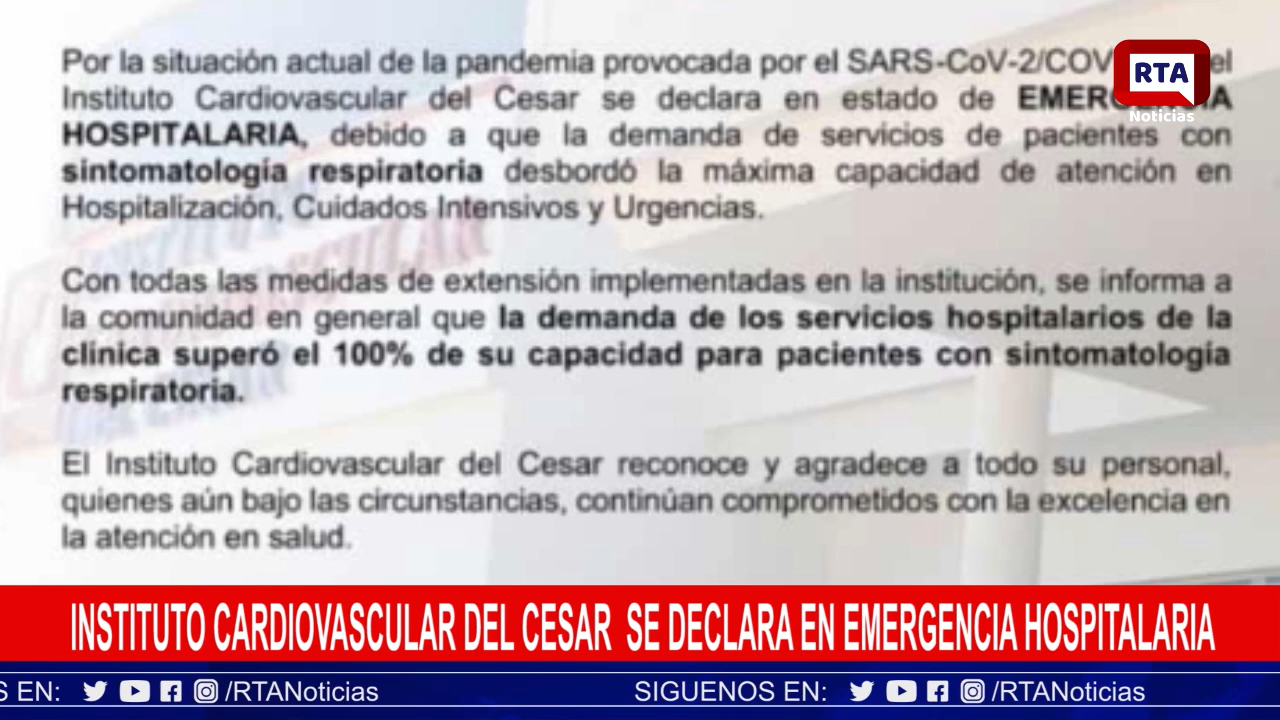 Por la situación actual de la pandemia provocada por el SARS-CoV-2/COV el
Instituto Cardiovascular del Cesar se declara en estado de EMERGENCIA
HOSPITALARIA, debido a que la demanda de servicios de pacientes con
sintomatología respiratoria desbordó la máxima capacidad de atención en
Hospitalización, Cuidados Intensivos y Urgencias.
Con todas las medidas de extensión implementadas en la institución, se informa a
la comunidad en general que la demanda de los servicios hospitalarios de la
clínica superó el 100% de su capacidad para pacientes con sintomatología
respiratoria.
El Instituto Cardiovascular del Cesar reconoce y agradece a todo su personal,
quienes aún bajo las circunstancias, continúan comprometidos con la excelencia en
la atención en salud.
RTA
Noticias
INSTITUTO CARDIOVASCULAR DEL CESAR SE DECLARA EN EMERGENCIA HOSPITALARIA
S EN: /RTANoticias SIGUENOS EN: /RTANoticias